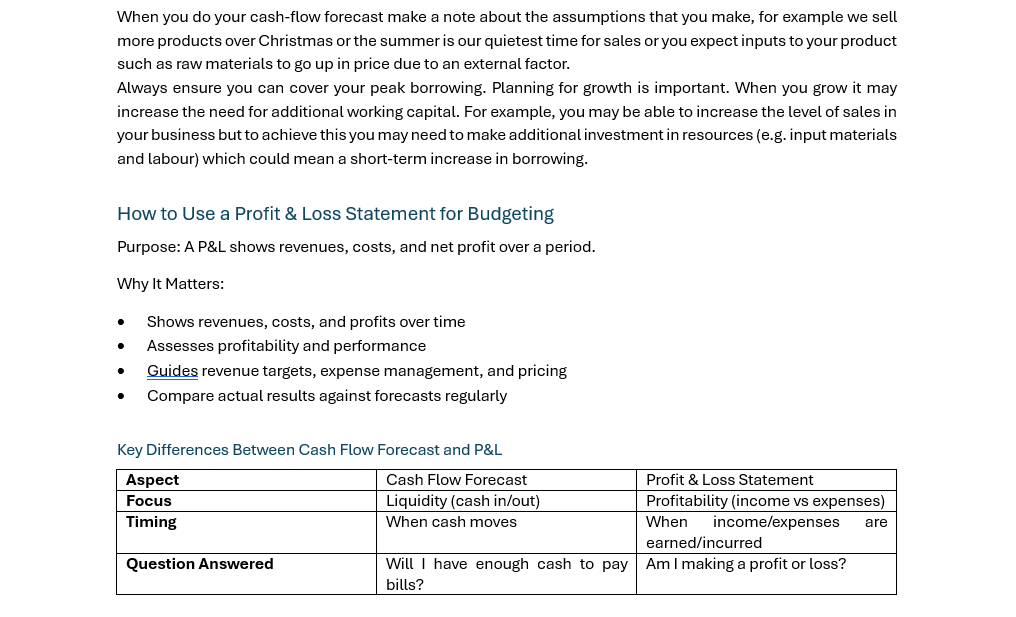 When you do your cash-flow forecast make a note about the assumptions that you make, for example we sell
more products over Christmas or the summer is our quietest time for sales or you expect inputs to your product
such as raw materials to go up in price due to an external factor.
Always ensure you can cover your peak borrowing. Planning for growth is important. When you grow it may
increase the need for additional working capital. For example, you may be able to increase the level of sales in
your business but to achieve this you may need to make additional investment in resources (e.g. input materials
and labour) which could mean a short-term increase in borrowing.
How to Use a Profit & Loss Statement for Budgeting
Purpose: A P&L shows revenues, costs, and net profit over a period.
Why It Matters:
● Shows revenues, costs, and profits over time
● Assesses profitability and performance
● Guides revenue targets, expense management, and pricing
● Compare actual results against forecasts regularly
Key Differences Between Cash Flow Forecast and P&L
Aspect Cash Flow Forecast Profit & Loss Statement
Focus Liquidity (cash in/out) Profitability (income vs expenses)
Timing When cash moves When income/expenses are
earned/incurred
Question Answered Will I have enough cash to pay Am I making a profit or loss?
bills?